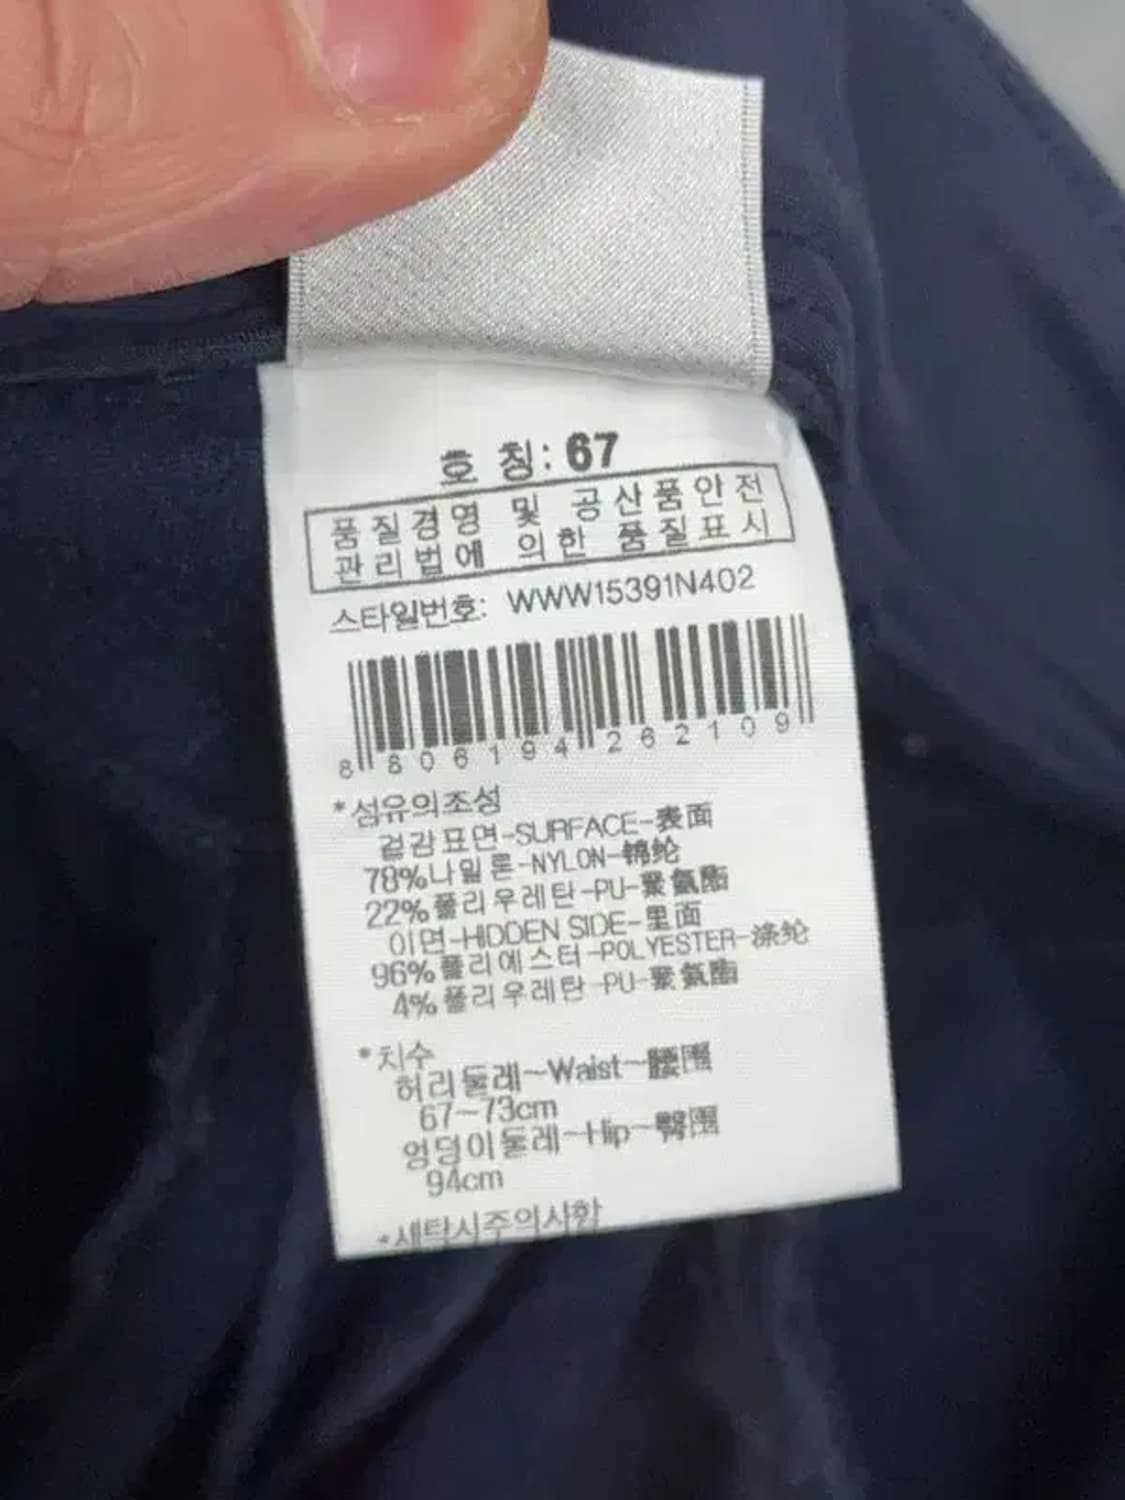 호 칭: 67
품질경영 및 공산품안전
관리법에 의한 품질표시
스타일번호: WWW15391N402
8 806194 262109
*섬유의조성
겉감표면-SURFACE-表面
78%나일론-NYLON-锦纶
22%폴리우레탄-PU-聚氨酯
이면-HIDDEN SIDE-里面
96%폴리에스터-POLYESTER-涤纶
4%폴리우레탄-PU-聚氨酯
*치수
허리둘레~Waist~腰围
67~73cm
엉덩이둘레~Hip~臀围
94cm
*세탁시주의사항